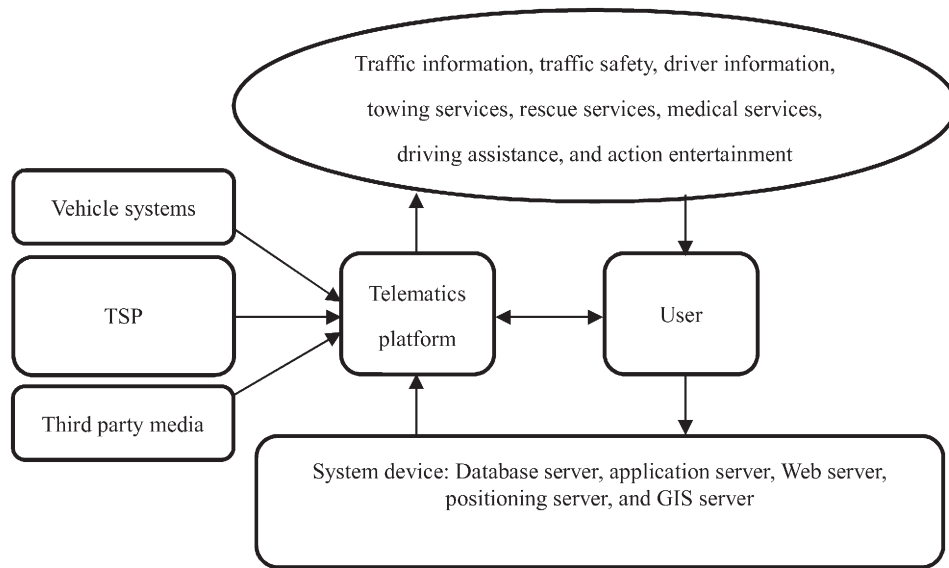 Traffic information, traffic safety, driver information,
towing services, rescue services, medical services,
driving assistance, and action entertainment
Vehicle systems
TSP
Third party media
Telematics
platform
User
System device: Database server, application server, Web server,
positioning server, and GIS server